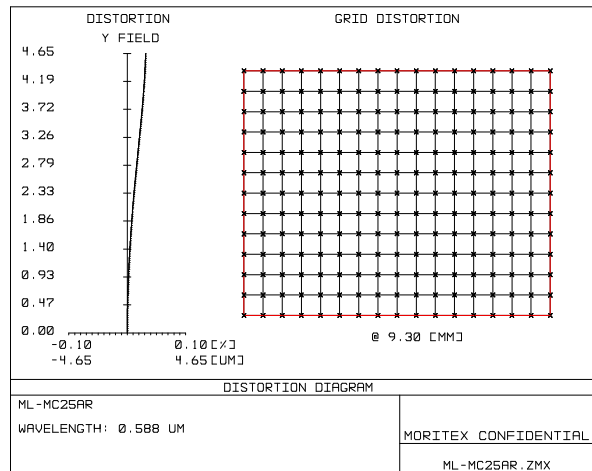 DISTORTION
Y FIELD
4.65
4.19
3.72
3.26
2.79
2.33
1.86
1.40
0.93
0.47
0.00
-0.10 0.10 [%]
-4.65 4.65 [UM]
GRID DISTORTION
@ 9.30 [MM]
DISTORTION DIAGRAM
ML-MC25AR
WAVELENGTH: 0.588 UM
MORITEX CONFIDENTIAL
ML-MC25AR.ZMX